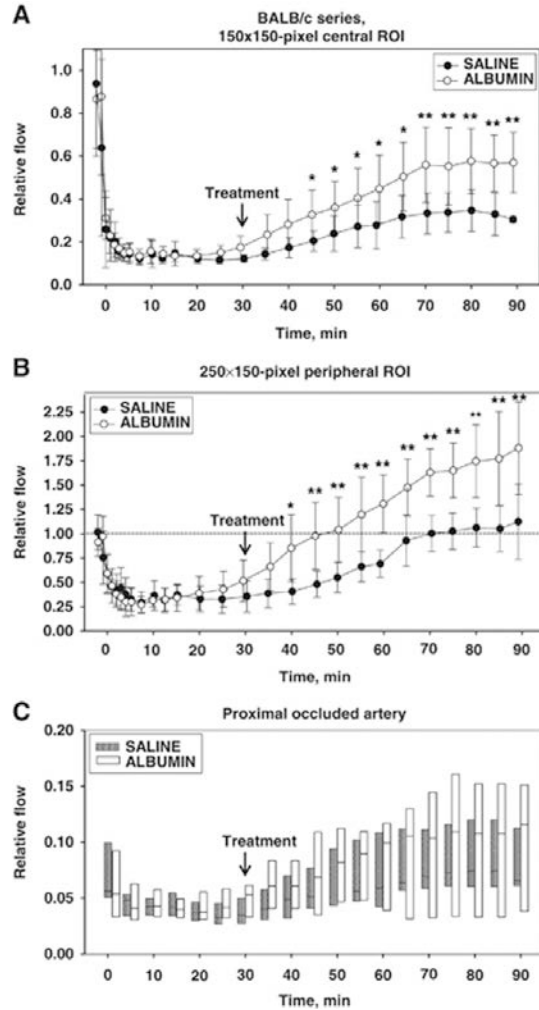 A
BALB/c series,
150x150-pixel central ROI
SALINE
ALBUMIN
* * * * * ** ** ** ** **
Treatment
Relative flow
1.0
0.8
0.6
0.4
0.2
0.0
0 10 20 30 40 50 60 70 80 90
Time, min
B
250×150-pixel peripheral ROI
SALINE
ALBUMIN
* ** ** ** ** ** ** ** ** ** **
Treatment
Relative flow
2.25
2.00
1.75
1.50
1.25
1.00
0.75
0.50
0.25
0.00
0 10 20 30 40 50 60 70 80 90
Time, min
C
Proximal occluded artery
SALINE
ALBUMIN
Treatment
Relative flow
0.20
0.15
0.10
0.05
0.00
0 10 20 30 40 50 60 70 80 90
Time, min